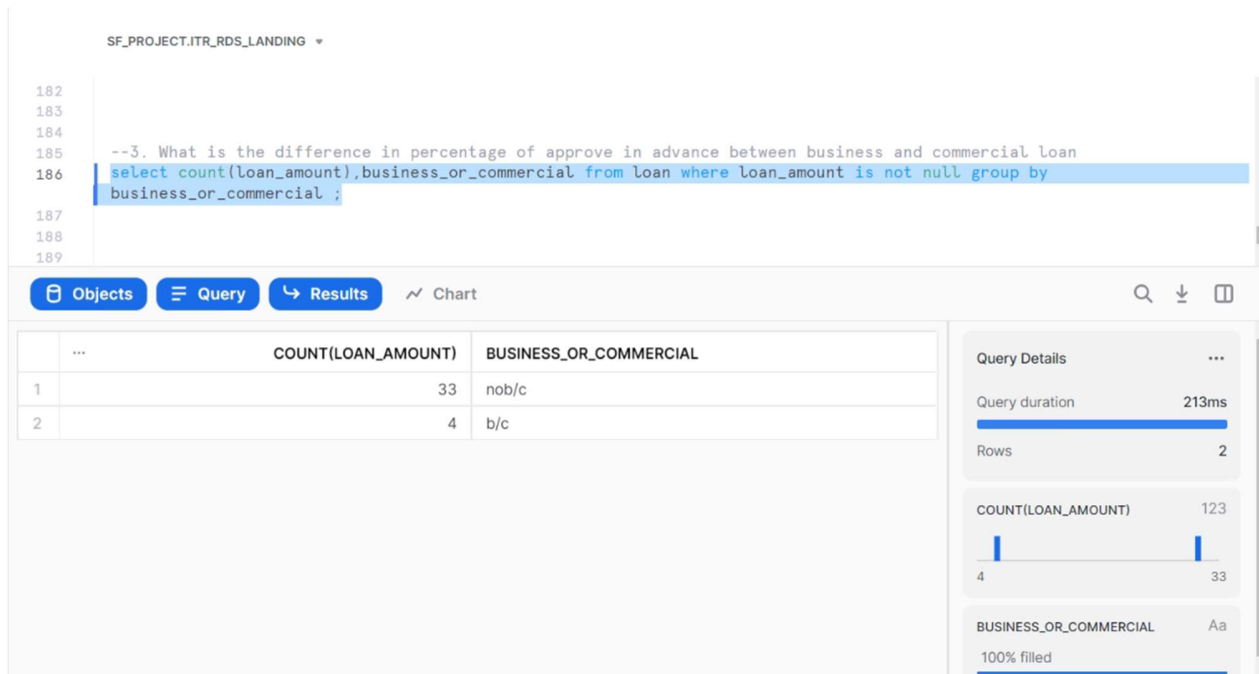 SF_PROJECT.ITR_RDS_LANDING
182
183
184
185 --3. What is the difference in percentage of approve in advance between business and commercial loan
186 select count(loan_amount),business_or_commercial from loan where loan_amount is not null group by
business_or_commercial ;
187
188
189
Objects Query Results Chart
... COUNT(LOAN_AMOUNT) BUSINESS_OR_COMMERCIAL
1 33 nob/c
2 4 b/c
Query Details ...
Query duration 213ms
Rows 2
COUNT(LOAN_AMOUNT) 123
4 33
BUSINESS_OR_COMMERCIAL Aa
100% filled